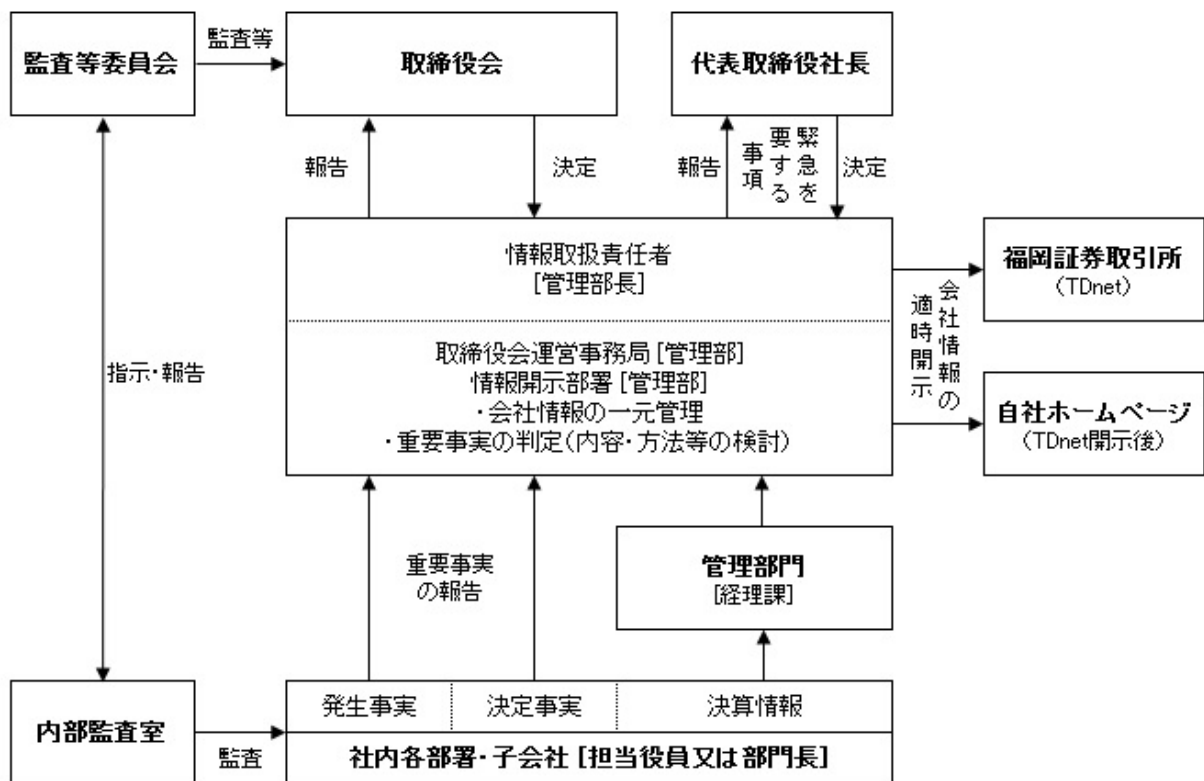 監査等委員会
監査等
取締役会
代表取締役社長
報告
決定
報告
緊急を
要する
事項
決定
情報取扱責任者
[管理部長]
取締役会運営事務局[管理部]
情報開示部署[管理部]
・会社情報の一元管理
・重要事実の判定(内容・方法等の検討)
会社情報の
適時開示
福岡証券取引所
(TDnet)
自社ホームページ
(TDnet開示後)
指示・報告
重要事実
の報告
管理部門
[経理課]
内部監査室
監査
発生事実
決定事実
決算情報
社内各部署・子会社[担当役員又は部門長]